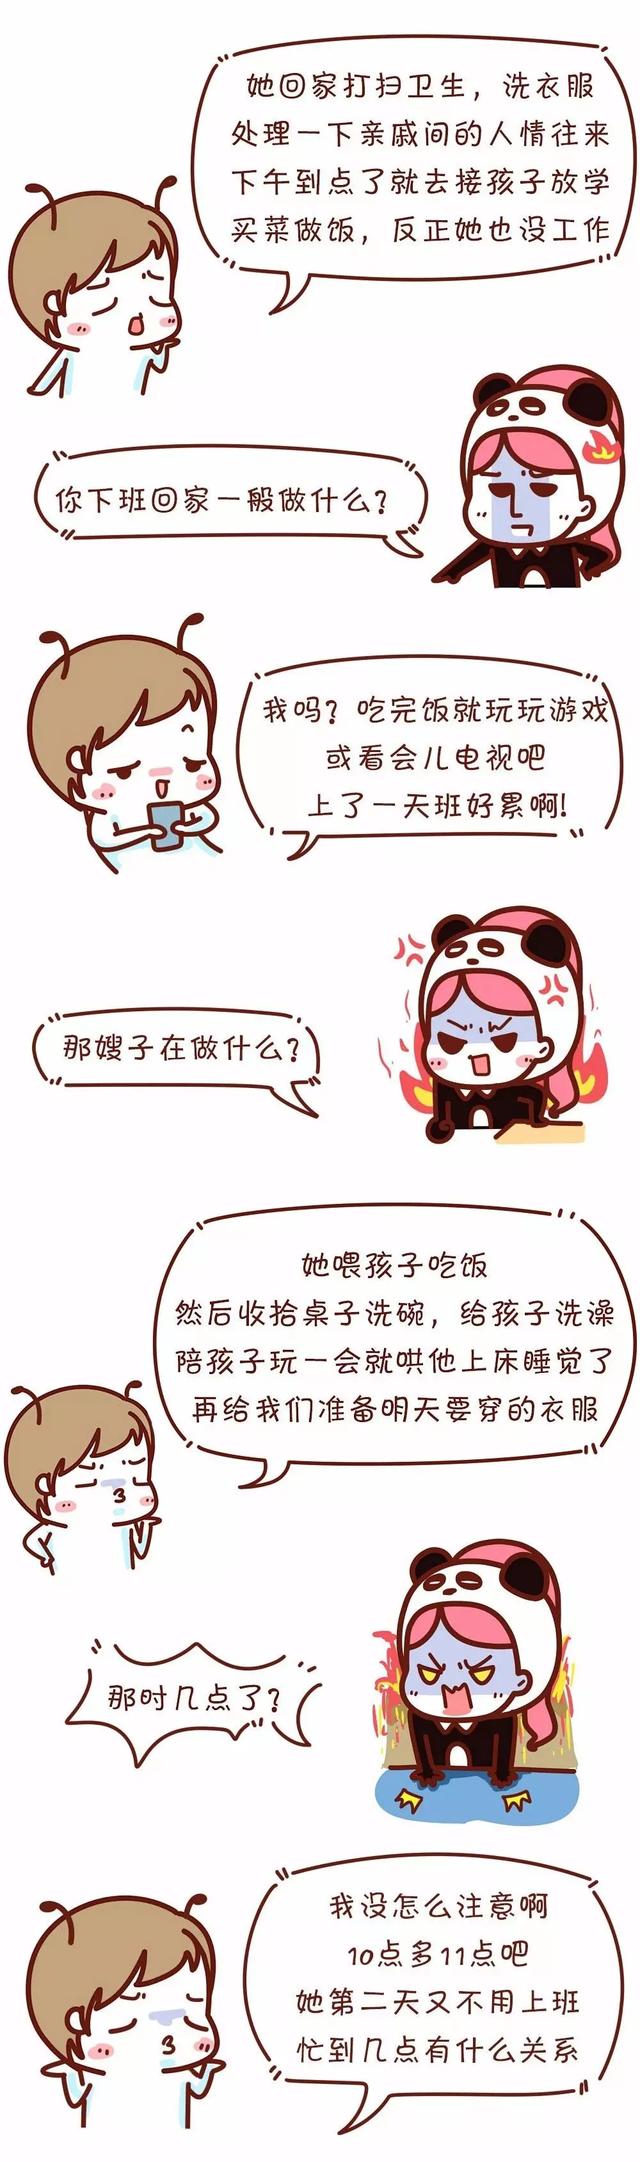 她回家打扫卫生，洗衣服
处理一下亲戚间的人情往来
下午到点了就去接孩子放学
买菜做饭，反正她也没工作
你下班回家一般做什么？
我吗？吃完饭就玩玩游戏
或看会儿电视吧
上了一天班好累啊！
那嫂子在做什么？
她喂孩子吃饭
然后收拾桌子洗碗，给孩子洗澡
陪孩子玩一会就哄他上床睡觉了
再给我们准备明天要穿的衣服
那时几点了？
我没怎么注意啊
10点多11点吧
她第二天又不用上班
忙到几点有什么关系